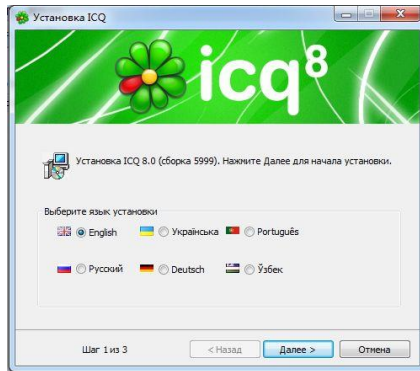 Установка ICQ
icq8
Установка ICQ 8.0 (сборка 5999). Нажмите Далее для начала установки.
Выберите язык установки
English Українська Português
Русский Deutsch Ўзбек
Шаг 1 из 3 < Назад Далее > Отмена